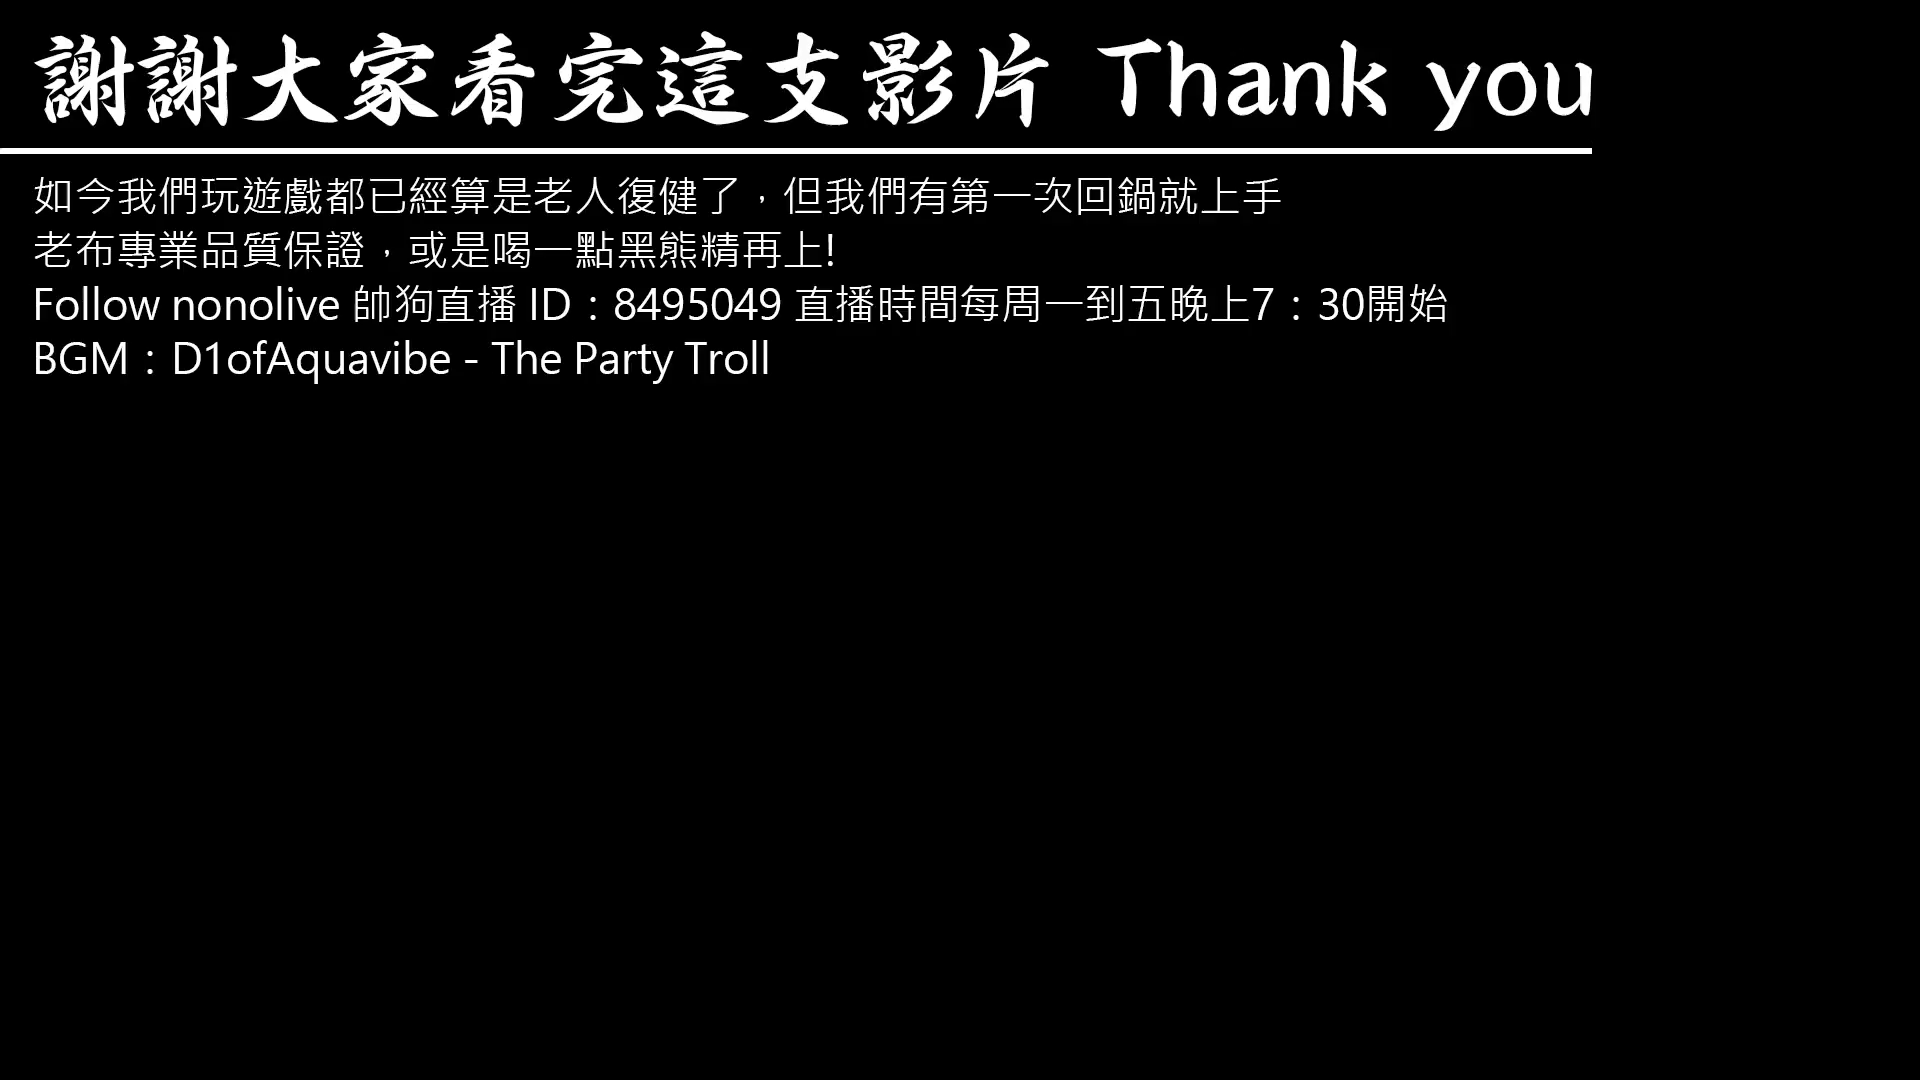 謝謝大家看完這支影片 Thank you
如今我們玩遊戲都已經算是老人復健了，但我們有第一次回鍋就上手
老布專業品質保證，或是喝一點黑熊精再上!
Follow nonolive 帥狗直播 ID：8495049 直播時間每周一到五晚上7：30開始
BGM：D1ofAquavibe - The Party Troll